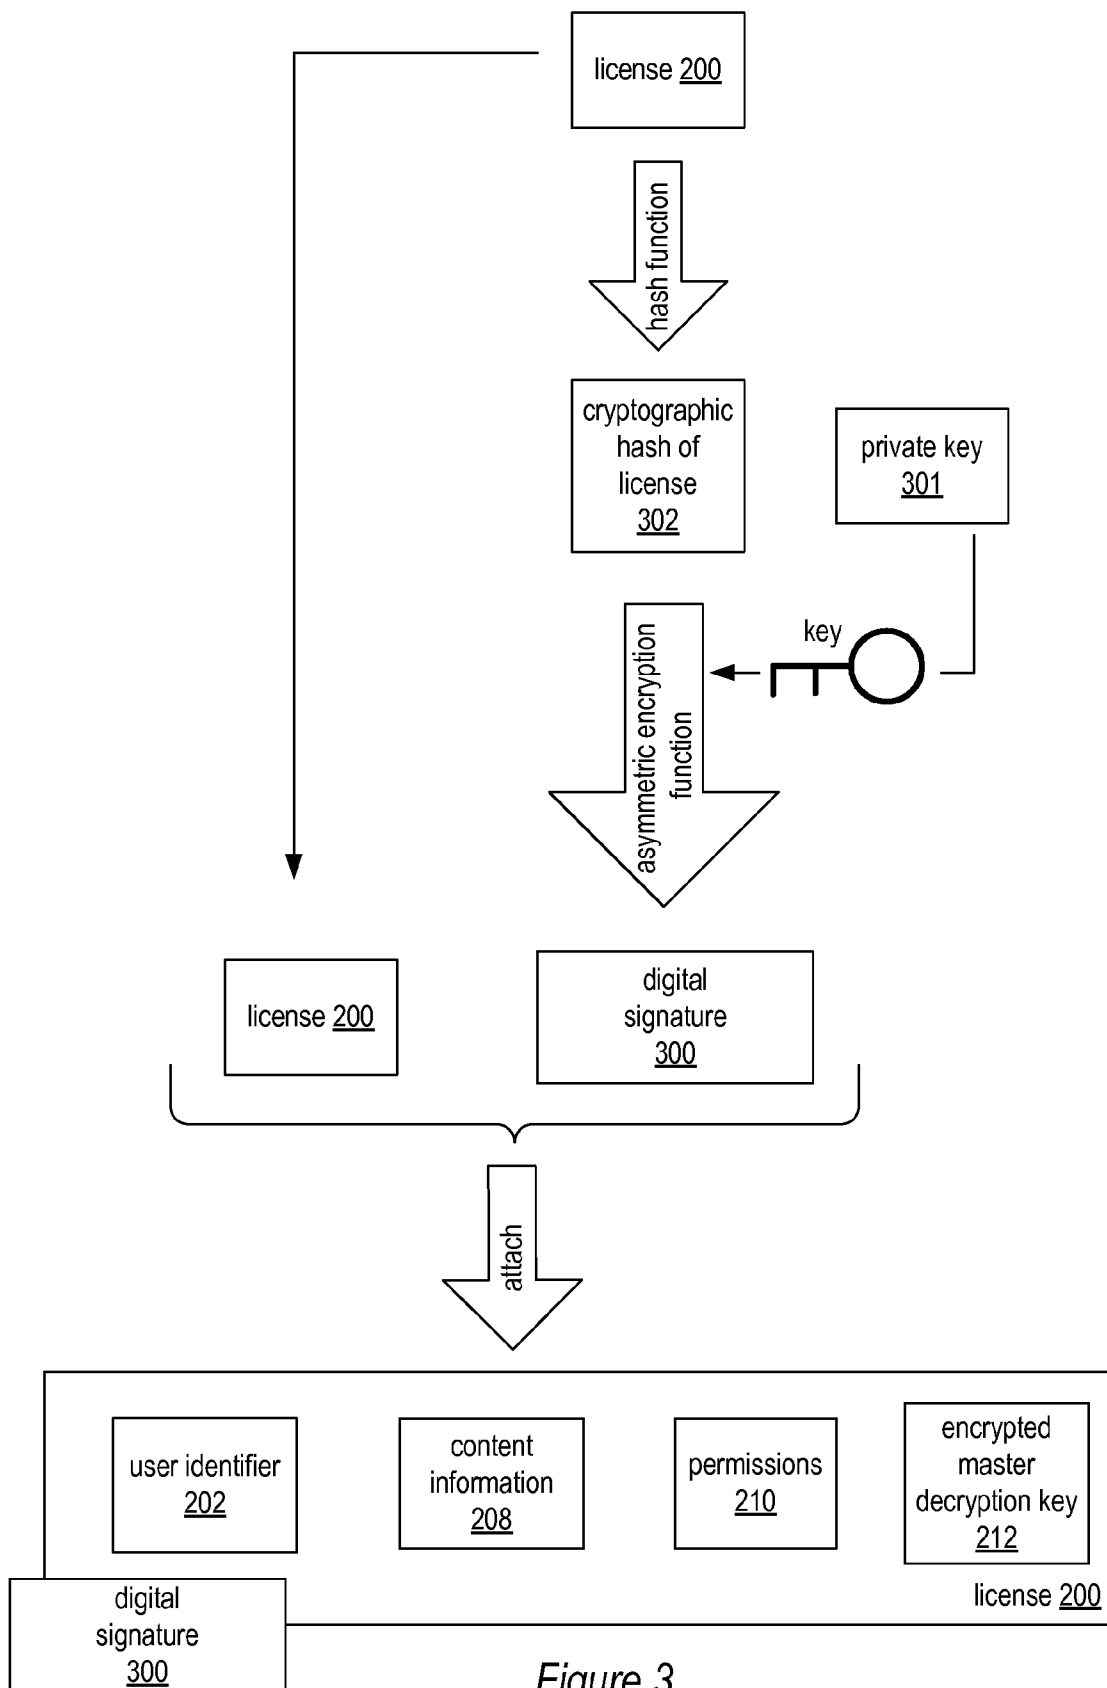 license 200
hash function
cryptographic
hash of
license
302
private key
301
key
asymmetric encryption
function
license 200
digital
signature
300
attach
user identifier
202
content
information
208
permissions
210
encrypted
master
decryption key
212
license 200
digital
signature
300
Figure 3